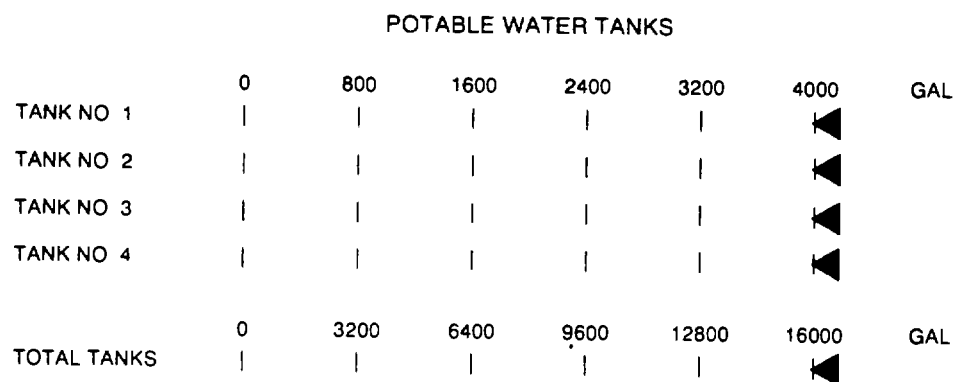 POTABLE WATER TANKS
0 800 1600 2400 3200 4000 GAL
TANK NO 1
TANK NO 2
TANK NO 3
TANK NO 4
0 3200 6400 9600 12800 16000 GAL
TOTAL TANKS